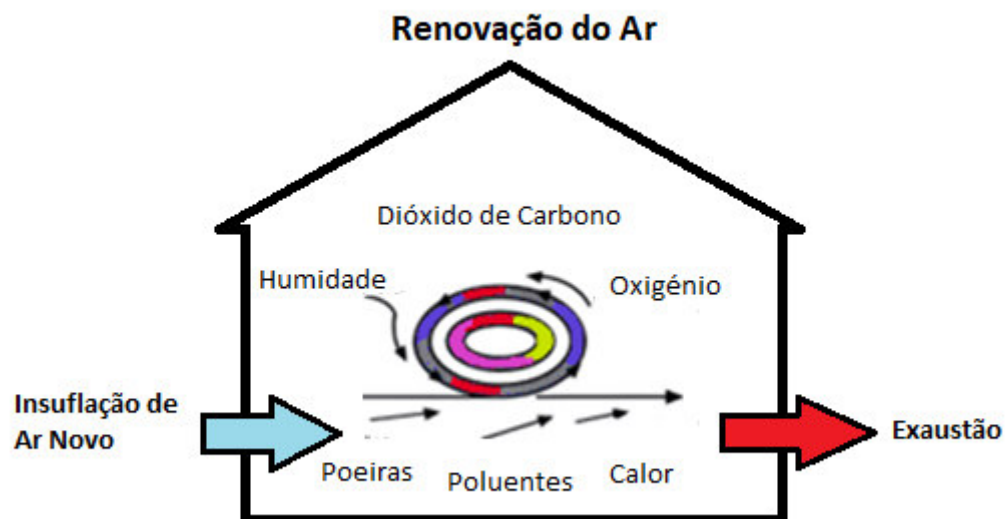 Renovação do Ar
Dióxido de Carbono
Humidade
Oxigénio
Insuflação de
Ar Novo
Exaustão
Poeiras
Poluentes
Calor